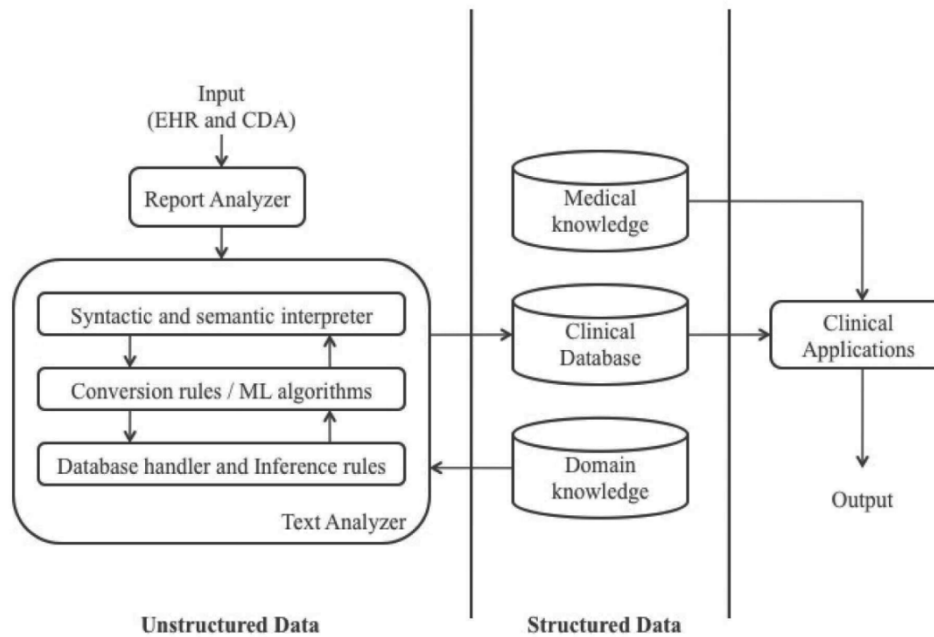 Input
(EHR and CDA)
Report Analyzer
Syntactic and semantic interpreter
Conversion rules / ML algorithms
Database handler and Inference rules
Text Analyzer
Medical
knowledge
Clinical
Database
Domain
knowledge
Clinical
Applications
Output
Unstructured Data
Structured Data